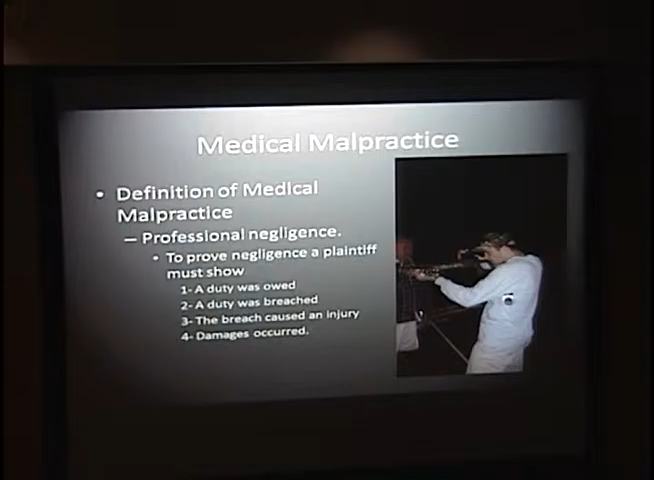 Medical Malpractice
• Definition of Medical
Malpractice
– Professional negligence.
• To prove negligence a plaintiff
must show
1- A duty was owed
2- A duty was breached
3- The breach caused an injury
4- Damages occurred.